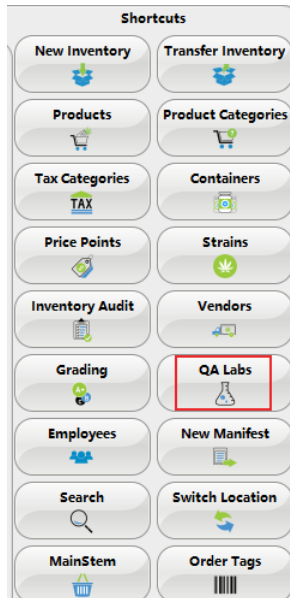 Shortcuts
New Inventory
Transfer Inventory
Products
Product Categories
Tax Categories
Containers
TAX
Price Points
Strains
Inventory Audit
Vendors
Grading
QA Labs
A+
Employees
New Manifest
Search
Switch Location
MainStem
Order Tags